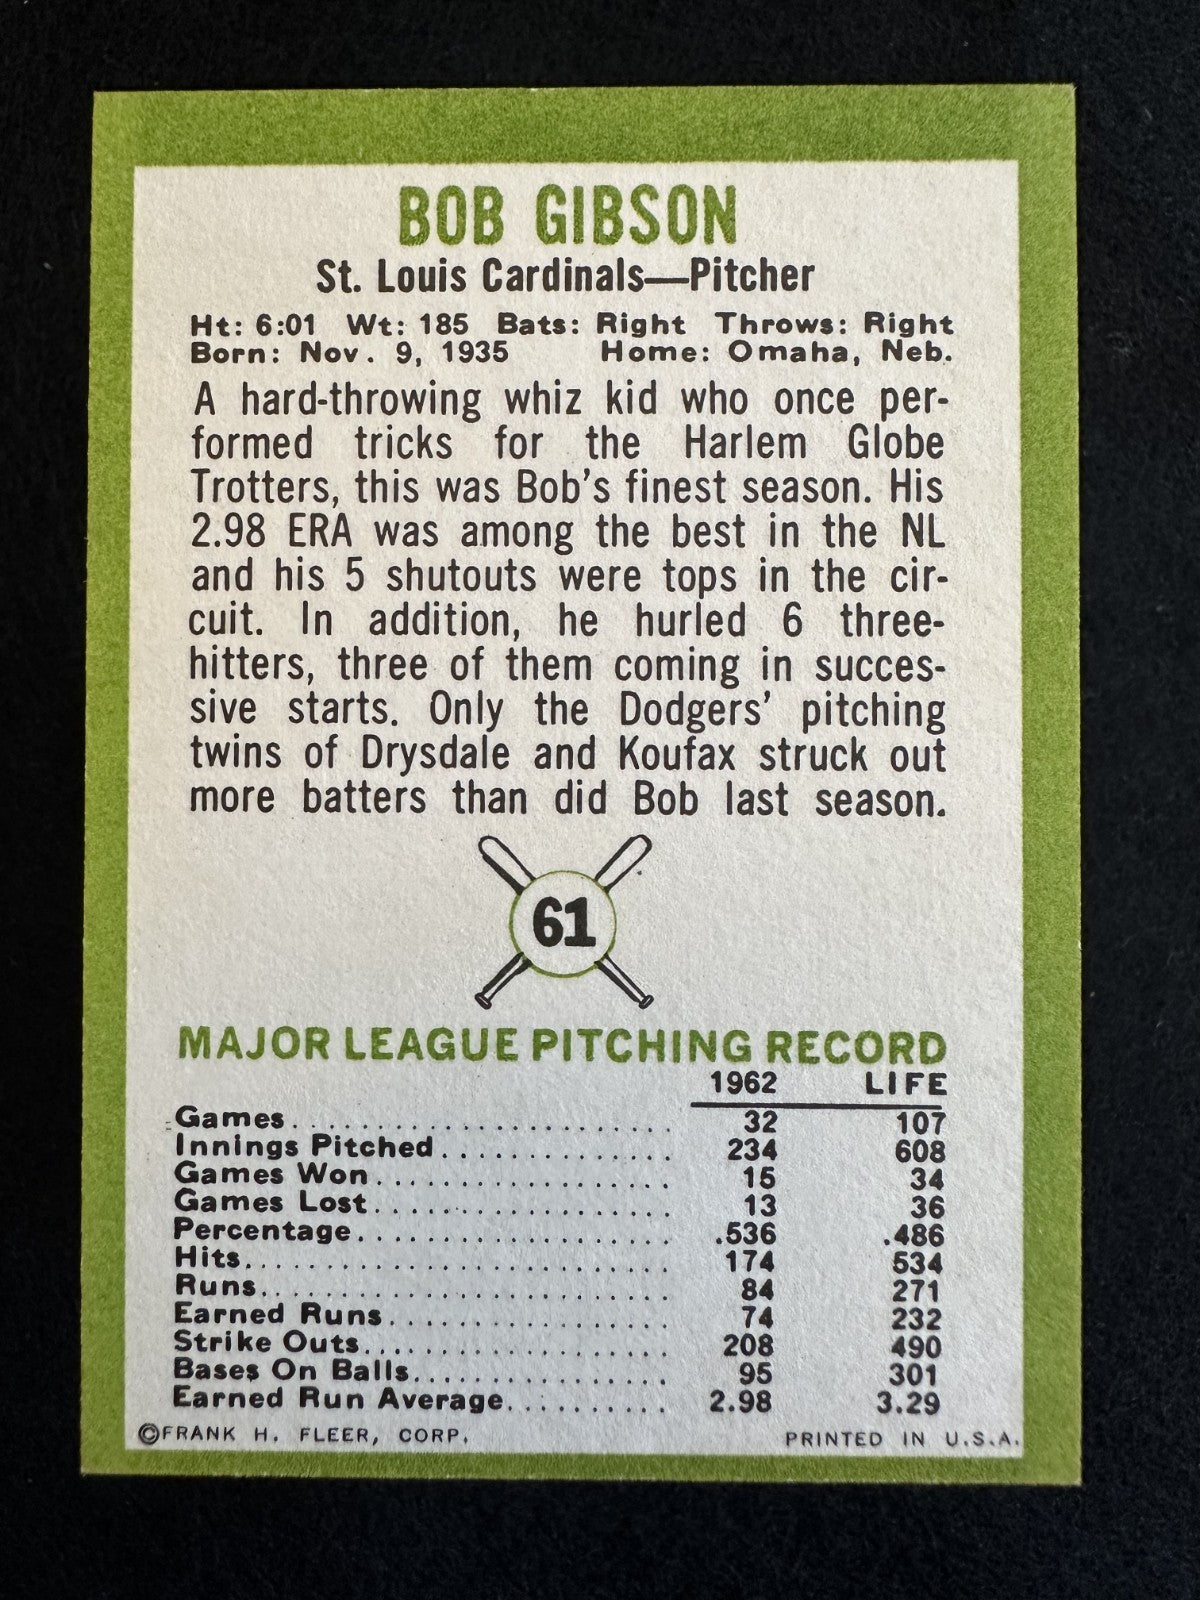 BOB GIBSON
St. Louis Cardinals—Pitcher
Ht: 6:01 Wt: 185 Bats: Right Throws: Right
Born: Nov. 9, 1935 Home: Omaha, Neb.
A hard-throwing whiz kid who once per-
formed tricks for the Harlem Globe
Trotters, this was Bob's finest season. His
2.98 ERA was among the best in the NL
and his 5 shutouts were tops in the cir-
cuit. In addition, he hurled 6 three-
hitters, three of them coming in succes-
sive starts. Only the Dodgers' pitching
twins of Drysdale and Koufax struck out
more batters than did Bob last season.
61
MAJOR LEAGUE PITCHING RECORD
1962 LIFE
Games. . . . . . . . . . . . . . . . . . . . . . . 32 107
Innings Pitched. . . . . . . . . . . . . . 234 608
Games Won. . . . . . . . . . . . . . . . . . 15 34
Games Lost. . . . . . . . . . . . . . . . . . 13 36
Percentage. . . . . . . . . . . . . . . . . . . .536 .486
Hits. . . . . . . . . . . . . . . . . . . . . . . . . . 174 534
Runs. . . . . . . . . . . . . . . . . . . . . . . . . 84 271
Earned Runs. . . . . . . . . . . . . . . . . 74 232
Strike Outs. . . . . . . . . . . . . . . . . . 208 490
Bases On Balls. . . . . . . . . . . . . . . 95 301
Earned Run Average. . . . . . . . . . 2.98 3.29
©FRANK H. FLEER, CORP. PRINTED IN U.S.A.